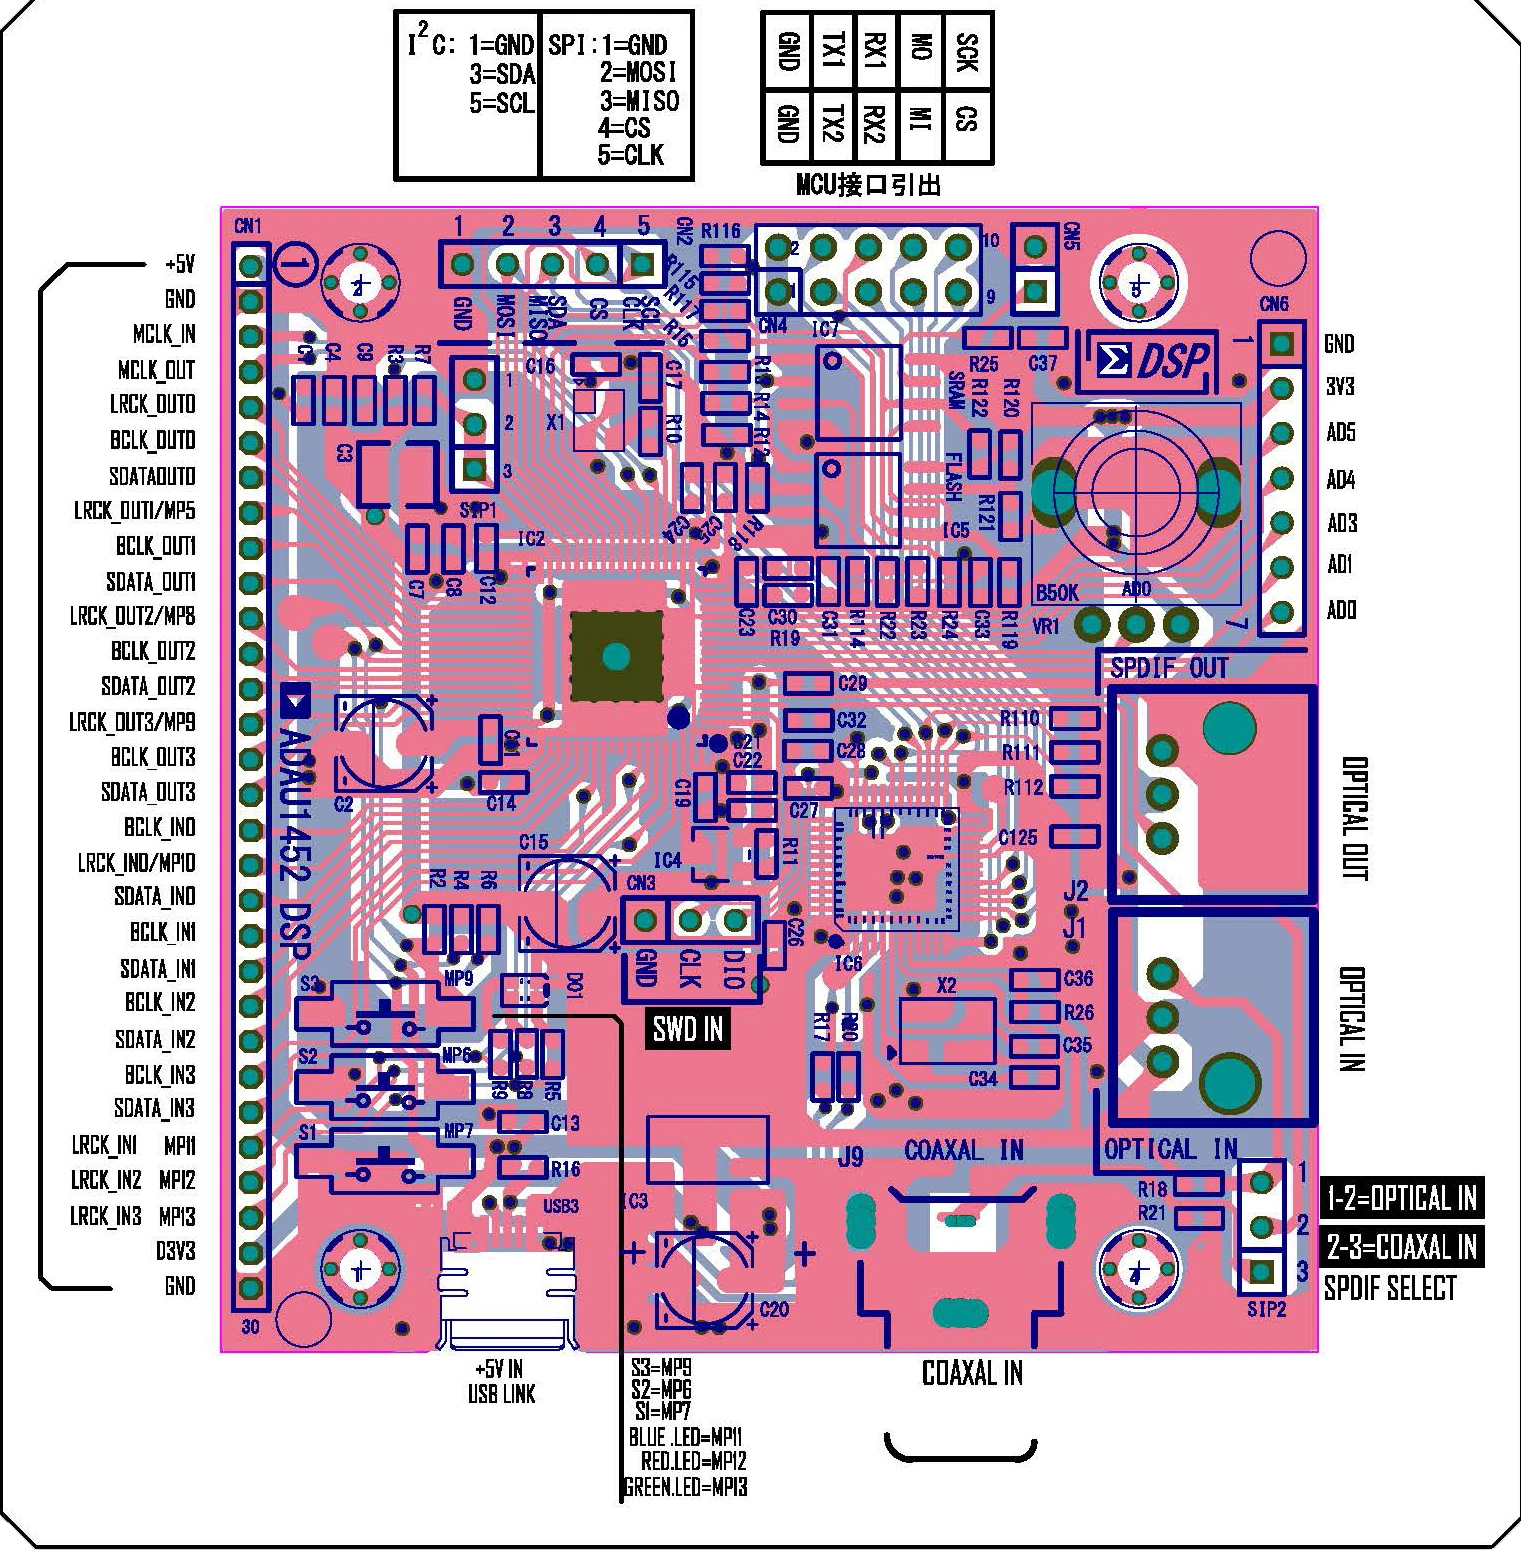 I²C: 1=GND
3=SDA
5=SCL
SPI:1=GND
2=MOSI
3=MISO
4=CS
5=CLK
GND TX1 RX1 MO SCK
GND TX2 RX2 MI CS
MCU接口引出
CN1
+5V
GND
MCLK_IN
MCLK_OUT
LRCK_OUT0
BCLK_OUT0
SDATAOUT0
LRCK_OUT1/MP5
BCLK_OUT1
SDATA_OUT1
LRCK_OUT2/MP8
BCLK_OUT2
SDATA_OUT2
LRCK_OUT3/MP9
BCLK_OUT3
SDATA_OUT3
BCLK_IN0
LRCK_IN0/MP10
SDATA_IN0
BCLK_IN1
SDATA_IN1
BCLK_IN2
SDATA_IN2
BCLK_IN3
SDATA_IN3
LRCK_IN1 MP11
LRCK_IN2 MP12
LRCK_IN3 MP13
D3V3
GND
30
1
2
1 2 3 4 5
CN2
GND
MOSI
MISO
SDA
CS
CLK
SCL
R116
R115
R117
2 10
1 9
CN4
IC7
CN5
5
CN6
1
GND
3V3
AD5
AD4
AD3
AD1
AD0
7
C4
C9
R3
R7
C3
1
2
3
SIP1
C16
X1
C17
R10
R14
SRAM
FLASH
IC5
R25
C37
R122
R120
R121
Σ DSP
B50K
AD0
VR1
IC2
C7
C8
C12
C24
C25
R118
C23
C30
R19
C31
R114
R22
R23
R24
C33
R119
SPDIF OUT
C29
C32
C28
C21
C22
C27
C19
R110
R111
R112
C125
OPTICAL OUT
ADAU1452 DSP
C2
C14
C15
IC4
R11
CN3
GND
CLK
DIO
SWD IN
C26
IC6
J2
J1
R2
R4
R6
MP9
S2
MP6
S1
MP7
R9
R8
R5
C13
R16
USB3
X2
C36
R26
C35
C34
R17
OPTICAL IN
J9
COAXAL IN
OPTICAL IN
R18
R21
1
2
3
SIP2
1-2=OPTICAL IN
2-3=COAXAL IN
SPDIF SELECT
C20
4
+5V IN
USB LINK
COAXAL IN
S3=MP9
S2=MP6
S1=MP7
BLUE .LED=MP11
RED.LED=MP12
GREEN.LED=MP13